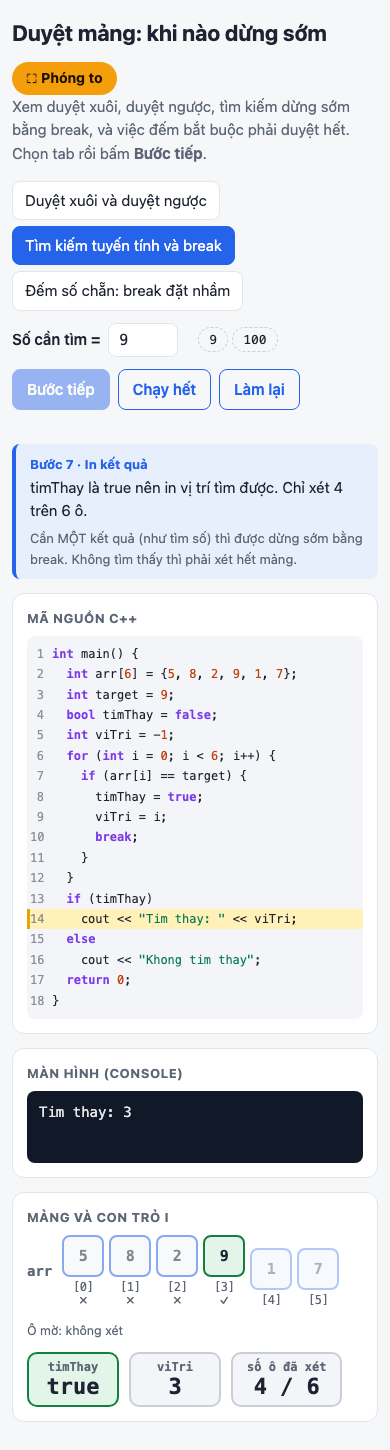 Duyệt mảng: khi nào dừng sớm
⛶ Phóng to
Xem duyệt xuôi, duyệt ngược, tìm kiếm dừng sớm
bằng break, và việc đếm bắt buộc phải duyệt hết.
Chọn tab rồi bấm Bước tiếp.
Duyệt xuôi và duyệt ngược
Tìm kiếm tuyến tính và break
Đếm số chẵn: break đặt nhầm
Số cần tìm = 9 9 100
Bước tiếp Chạy hết Làm lại
Bước 7 · In kết quả
timThay là true nên in vị trí tìm được. Chỉ xét 4
trên 6 ô.
Cần MỘT kết quả (như tìm số) thì được dừng sớm bằng
break. Không tìm thấy thì phải xét hết mảng.
MÃ NGUỒN C++
1 int main() {
2 int arr[6] = {5, 8, 2, 9, 1, 7};
3 int target = 9;
4 bool timThay = false;
5 int viTri = -1;
6 for (int i = 0; i < 6; i++) {
7 if (arr[i] == target) {
8 timThay = true;
9 viTri = i;
10 break;
11 }
12 }
13 if (timThay)
14 cout << "Tim thay: " << viTri;
15 else
16 cout << "Khong tim thay";
17 return 0;
18 }
MÀN HÌNH (CONSOLE)
Tim thay: 3
MẢNG VÀ CON TRỎ I
arr 5 8 2 9 1 7
[0] [1] [2] [3] [4] [5]
× × × ✓
Ô mờ: không xét
timThay viTri số ô đã xét
true 3 4 / 6